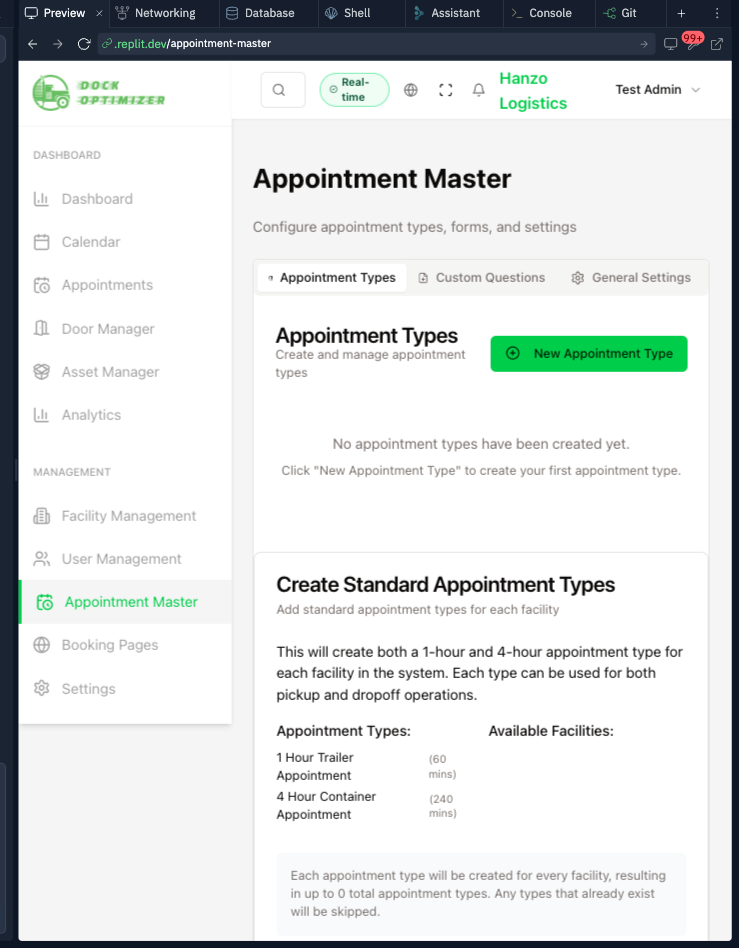 Preview
Networking
Database
Shell
Assistant
Console
Git
.replit.dev/appointment-master
99+
DOCK
OPTIMIZER
Real-
time
Hanzo
Logistics
Test Admin
DASHBOARD
Dashboard
Calendar
Appointments
Door Manager
Asset Manager
Analytics
MANAGEMENT
Facility Management
User Management
Appointment Master
Booking Pages
Settings
Appointment Master
Configure appointment types, forms, and settings
Appointment Types
Custom Questions
General Settings
Appointment Types
Create and manage appointment
types
New Appointment Type
No appointment types have been created yet.
Click "New Appointment Type" to create your first appointment type.
Create Standard Appointment Types
Add standard appointment types for each facility
This will create both a 1-hour and 4-hour appointment type for
each facility in the system. Each type can be used for both
pickup and dropoff operations.
Appointment Types:
1 Hour Trailer
Appointment
(60
mins)
4 Hour Container
Appointment
(240
mins)
Available Facilities:
Each appointment type will be created for every facility, resulting
in up to 0 total appointment types. Any types that already exist
will be skipped.